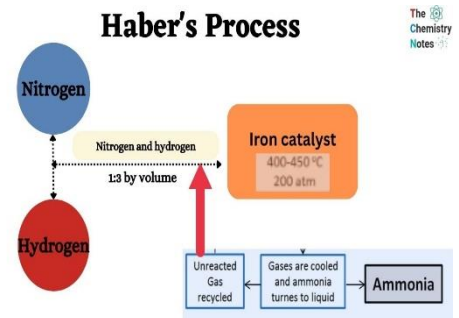 Haber's Process
The
Chemistry
Notes
Nitrogen
Nitrogen and hydrogen
1:3 by volume
Iron catalyst
400-450 °C
200 atm
Hydrogen
Unreacted
Gas
recycled
Gases are cooled
and ammonia
turnes to liquid
Ammonia